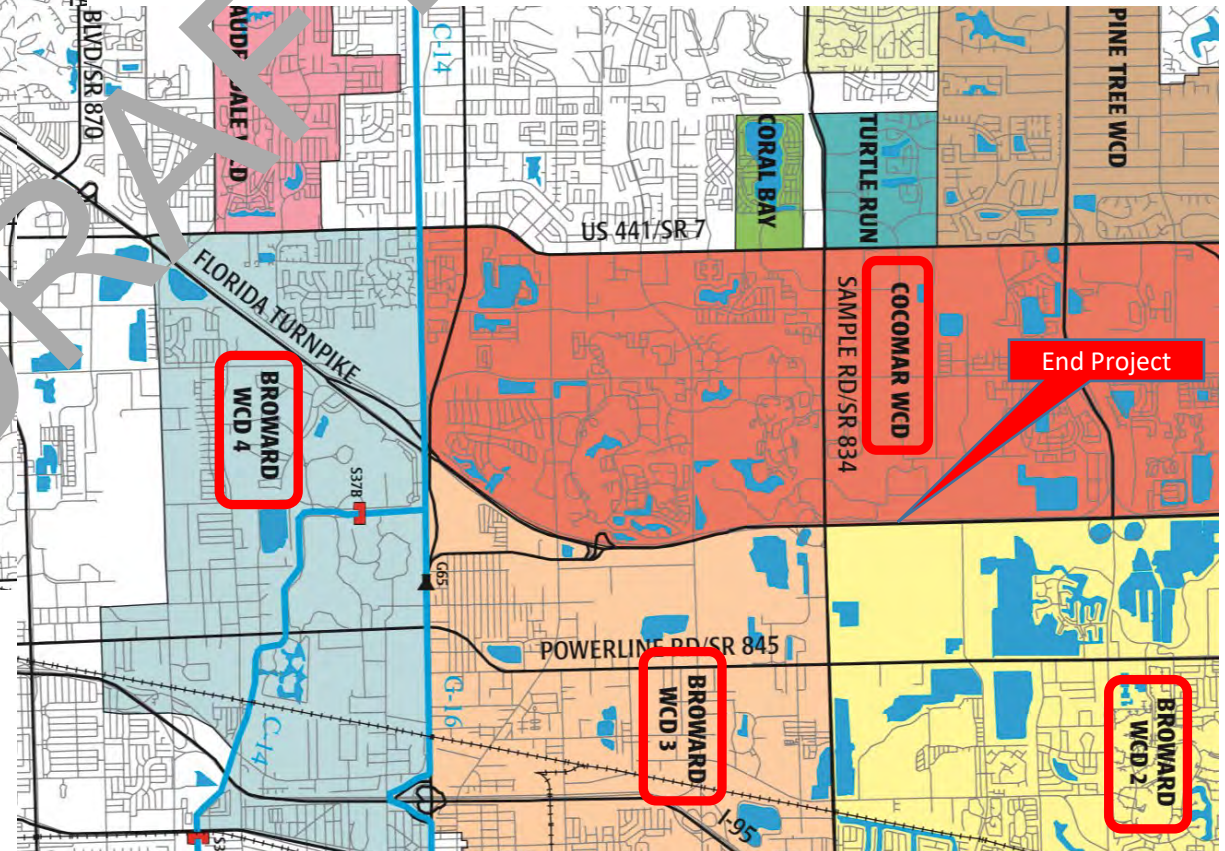 BLVD/SR 870
C-14
PINE TREE WCD
CORAL BAY
TURTLE RUN
US 441/SR 7
FLORIDA TURNPIKE
SAMPLE RD/SR 834
COCOMAR WCD
End Project
BROWARD
WCD 4
S37B
G65
POWERLINE RD/SR 845
G-16
BROWARD
WCD 3
BROWARD
WCD 2
C-14
I-95